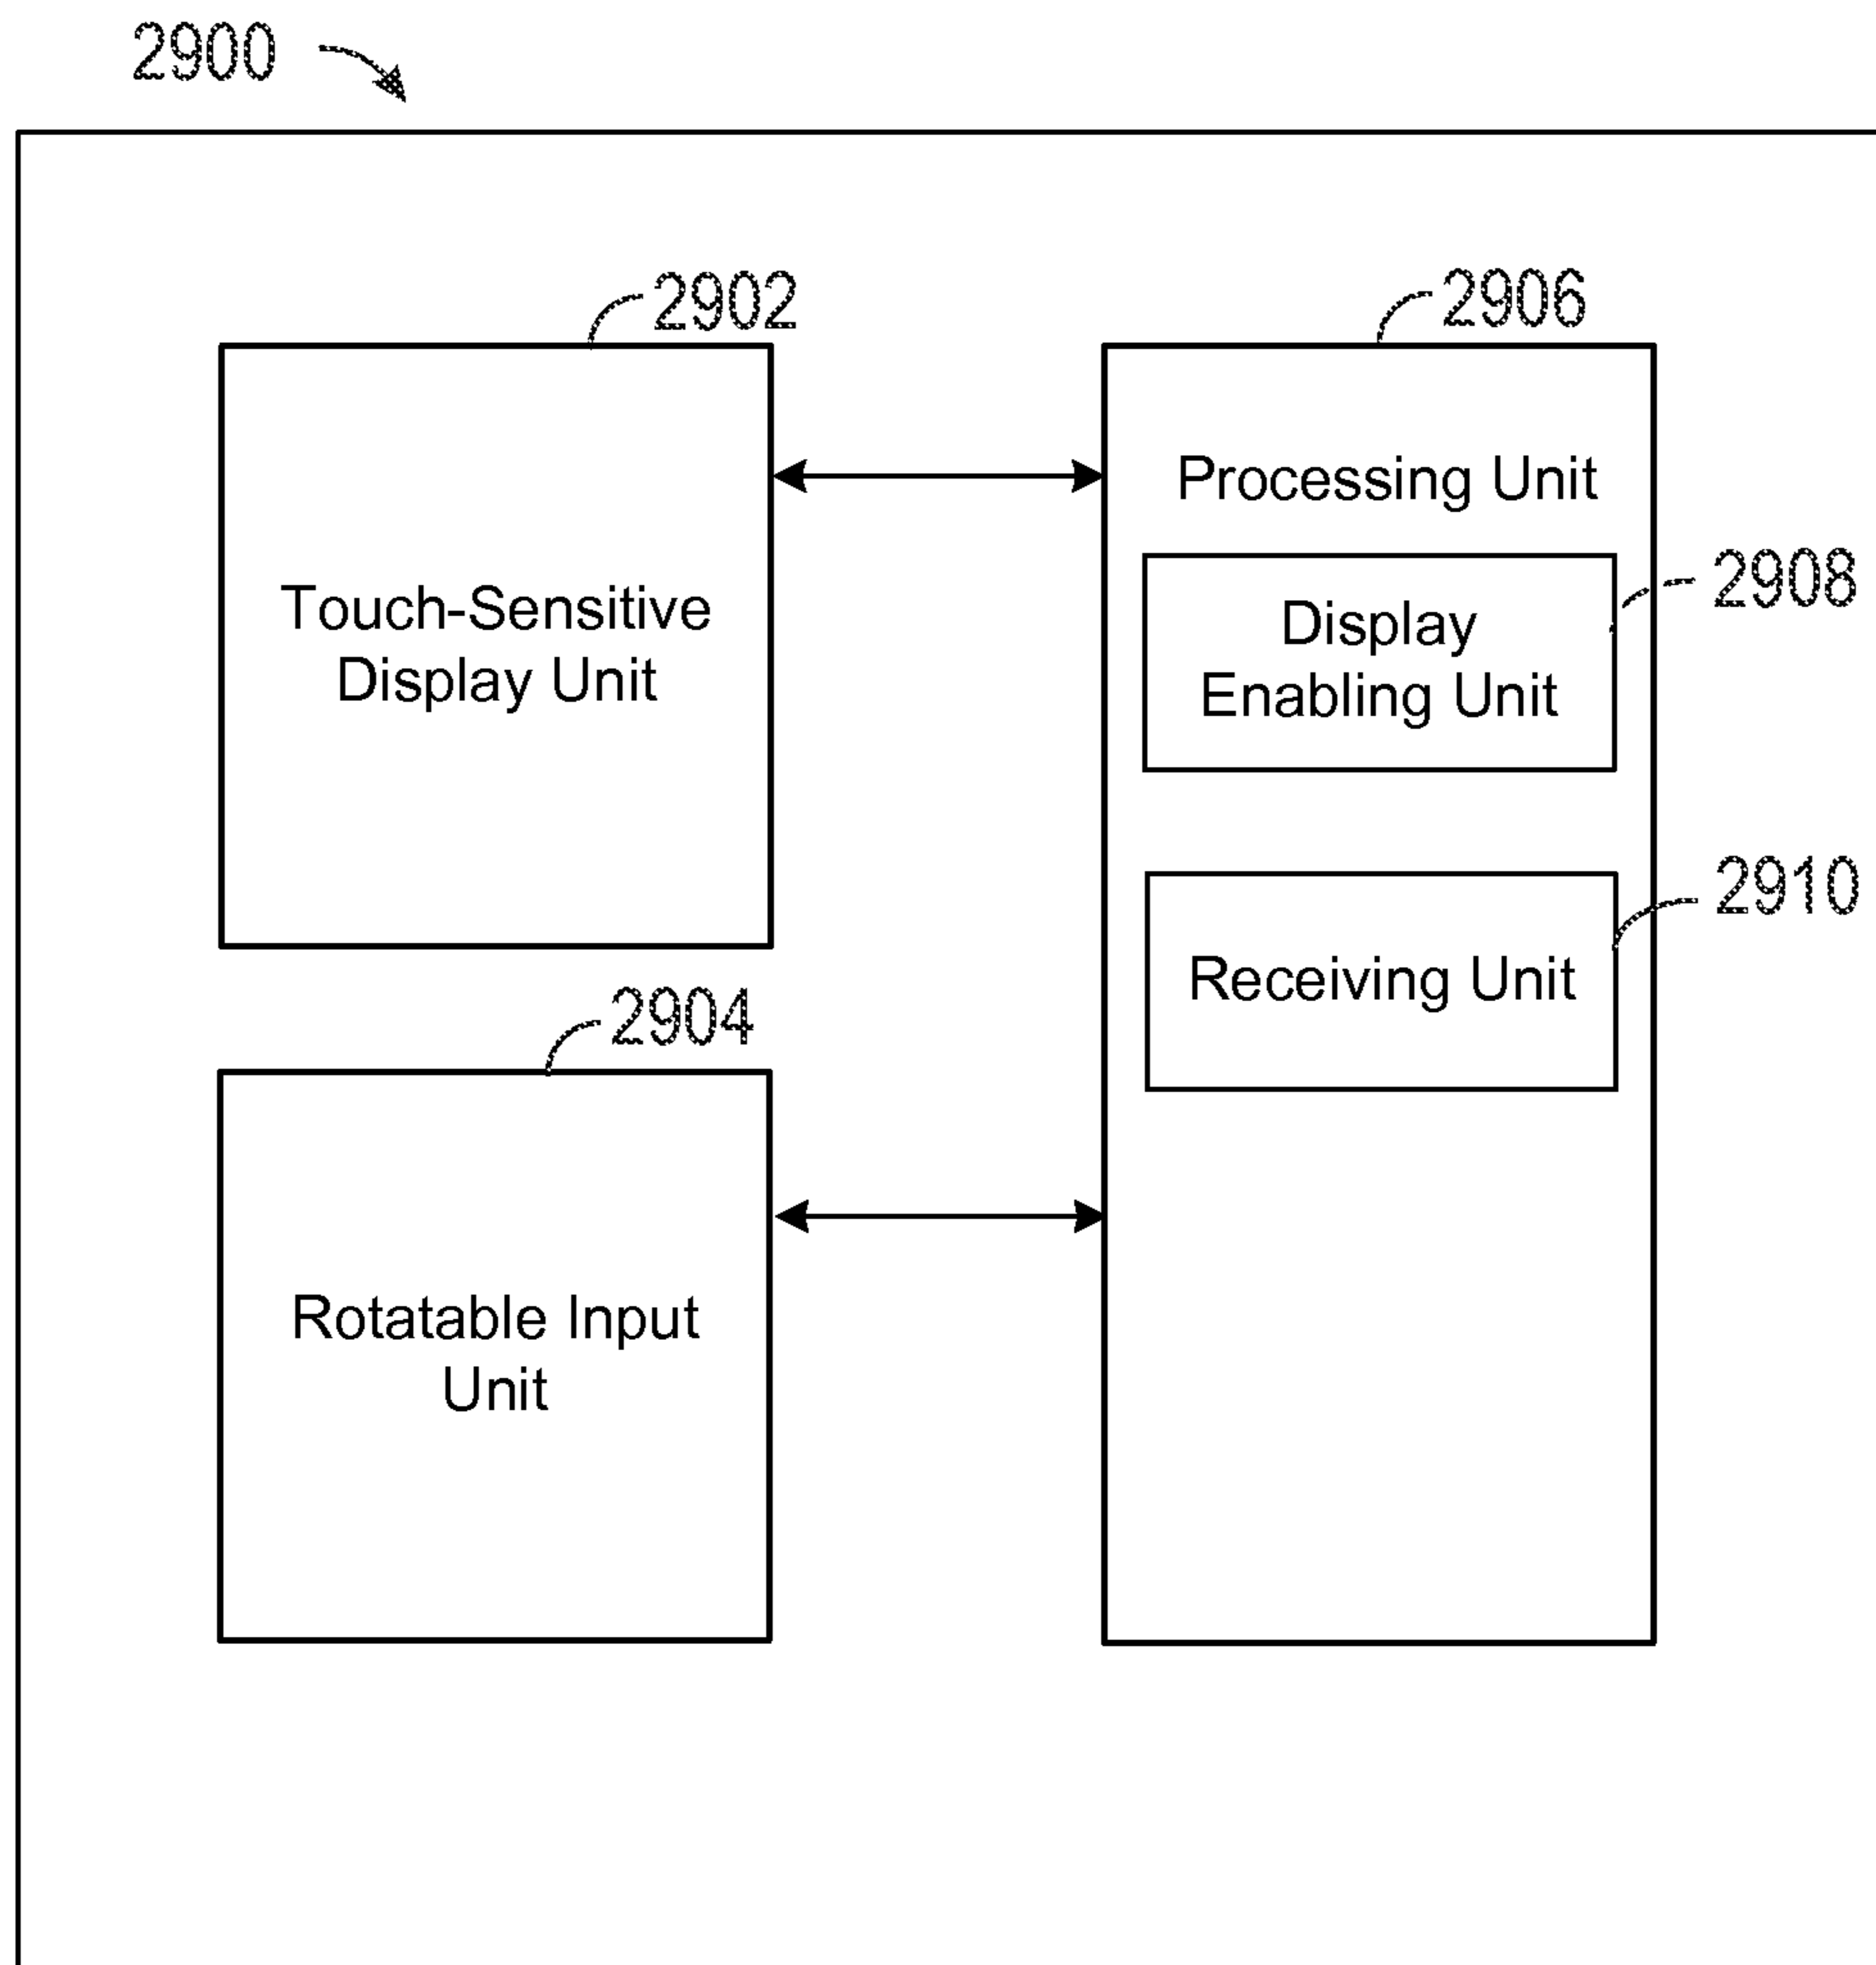 2900
2902
2906
Processing Unit
2908
Touch-Sensitive
Display Unit
Display
Enabling Unit
2910
Receiving Unit
2904
Rotatable Input
Unit